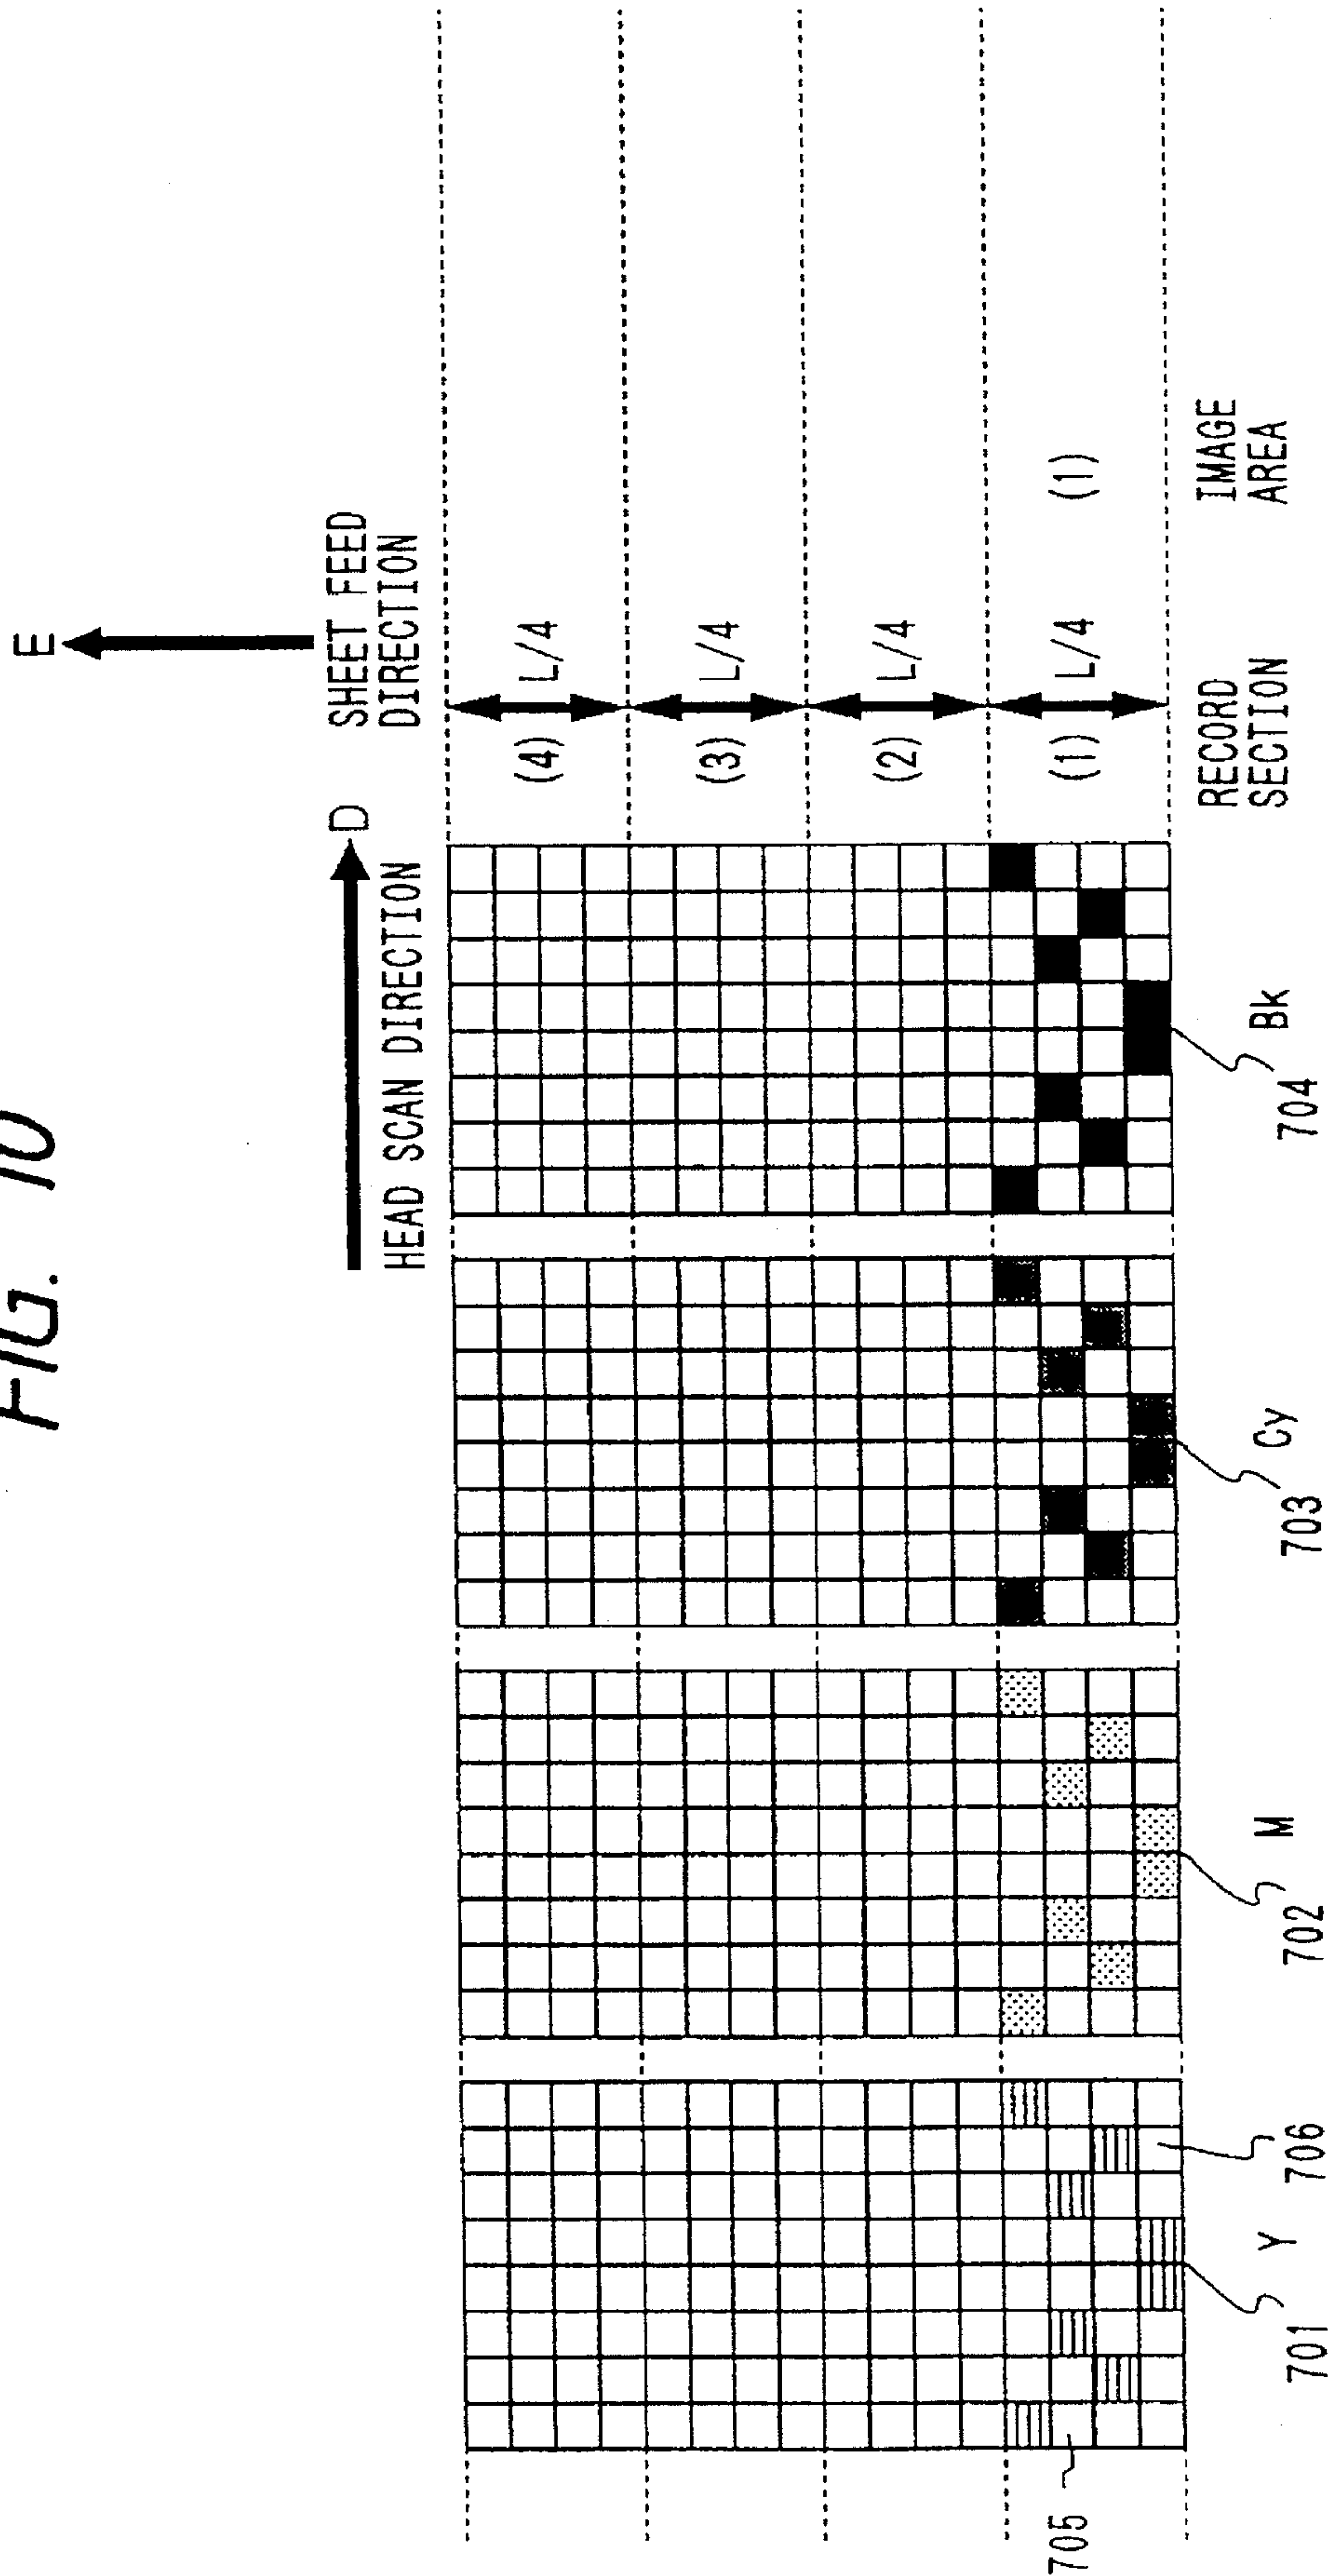 FIG. 10
E
SHEET FEED
DIRECTION
D
HEAD SCAN DIRECTION
(4) L/4
(3) L/4
(2) L/4
(1) L/4
(1)
RECORD
SECTION
IMAGE
AREA
705
701 Y
706
702 M
703 Cy
704 Bk